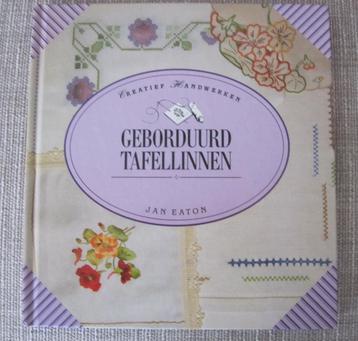 CREATIEF HANDWERKEN
GEBORDUURD
TAFELLINNEN
JAN EATON